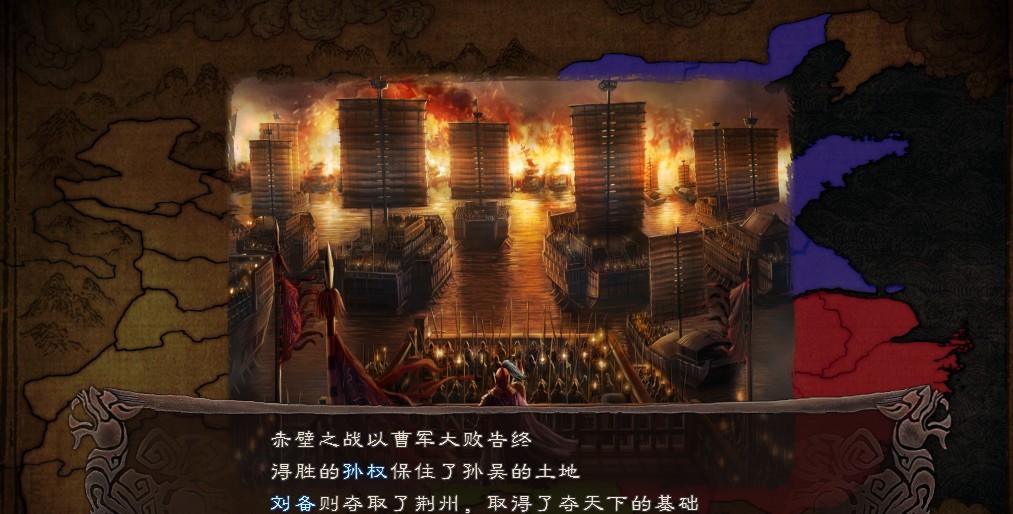 赤壁之战以曹军大败告终
得胜的孙权保住了孙吴的土地
刘备则夺取了荆州，取得了夺天下的基础